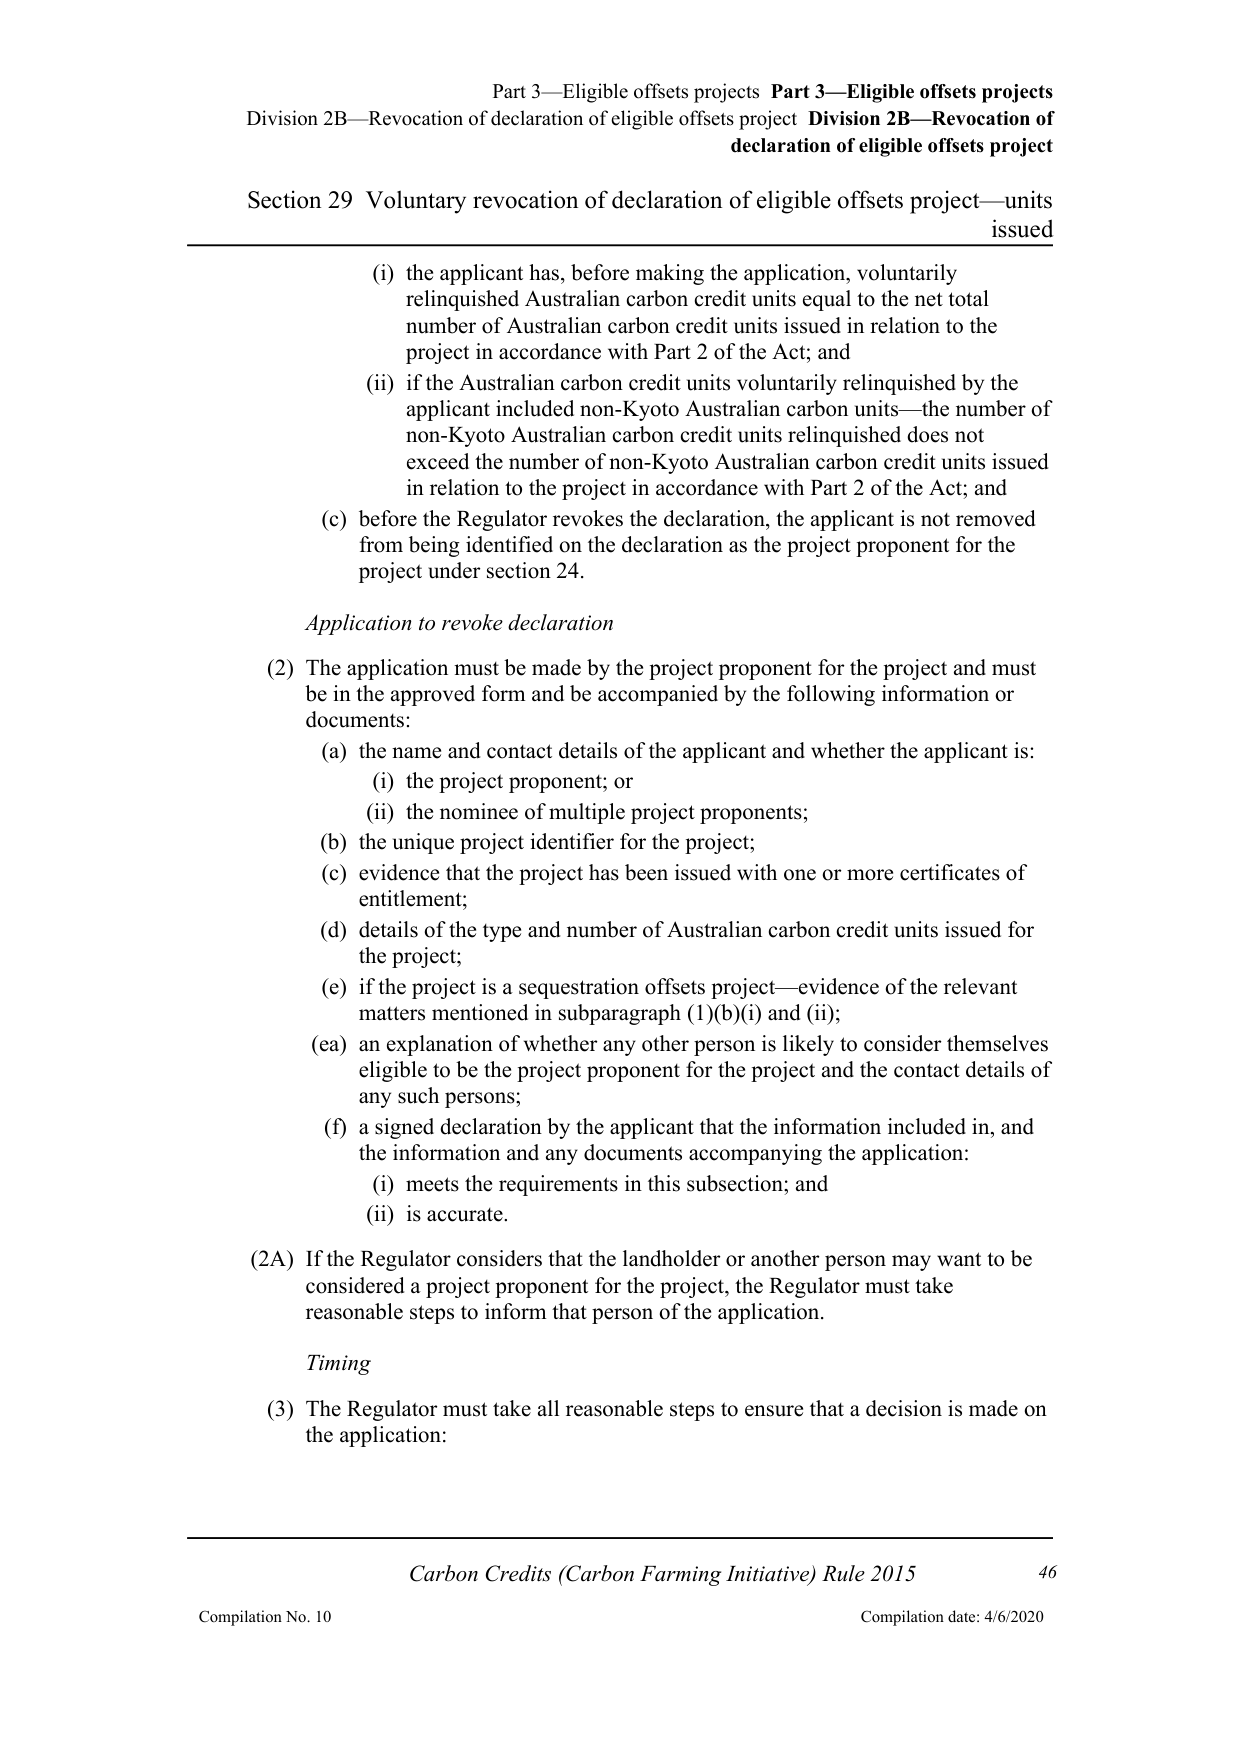 Part 3—Eligible offsets projects  Part 3—Eligible offsets projects
Division 2B—Revocation of declaration of eligible offsets project  Division 2B—Revocation of
declaration of eligible offsets project
Section 29  Voluntary revocation of declaration of eligible offsets project—units
issued
(i) the applicant has, before making the application, voluntarily
relinquished Australian carbon credit units equal to the net total
number of Australian carbon credit units issued in relation to the
project in accordance with Part 2 of the Act; and
(ii) if the Australian carbon credit units voluntarily relinquished by the
applicant included non-Kyoto Australian carbon units—the number of
non-Kyoto Australian carbon credit units relinquished does not
exceed the number of non-Kyoto Australian carbon credit units issued
in relation to the project in accordance with Part 2 of the Act; and
(c) before the Regulator revokes the declaration, the applicant is not removed
from being identified on the declaration as the project proponent for the
project under section 24.
Application to revoke declaration
(2) The application must be made by the project proponent for the project and must
be in the approved form and be accompanied by the following information or
documents:
(a) the name and contact details of the applicant and whether the applicant is:
(i) the project proponent; or
(ii) the nominee of multiple project proponents;
(b) the unique project identifier for the project;
(c) evidence that the project has been issued with one or more certificates of
entitlement;
(d) details of the type and number of Australian carbon credit units issued for
the project;
(e) if the project is a sequestration offsets project—evidence of the relevant
matters mentioned in subparagraph (1)(b)(i) and (ii);
(ea) an explanation of whether any other person is likely to consider themselves
eligible to be the project proponent for the project and the contact details of
any such persons;
(f) a signed declaration by the applicant that the information included in, and
the information and any documents accompanying the application:
(i) meets the requirements in this subsection; and
(ii) is accurate.
(2A) If the Regulator considers that the landholder or another person may want to be
considered a project proponent for the project, the Regulator must take
reasonable steps to inform that person of the application.
Timing
(3) The Regulator must take all reasonable steps to ensure that a decision is made on
the application:
Carbon Credits (Carbon Farming Initiative) Rule 2015 46
Compilation No. 10 Compilation date: 4/6/2020